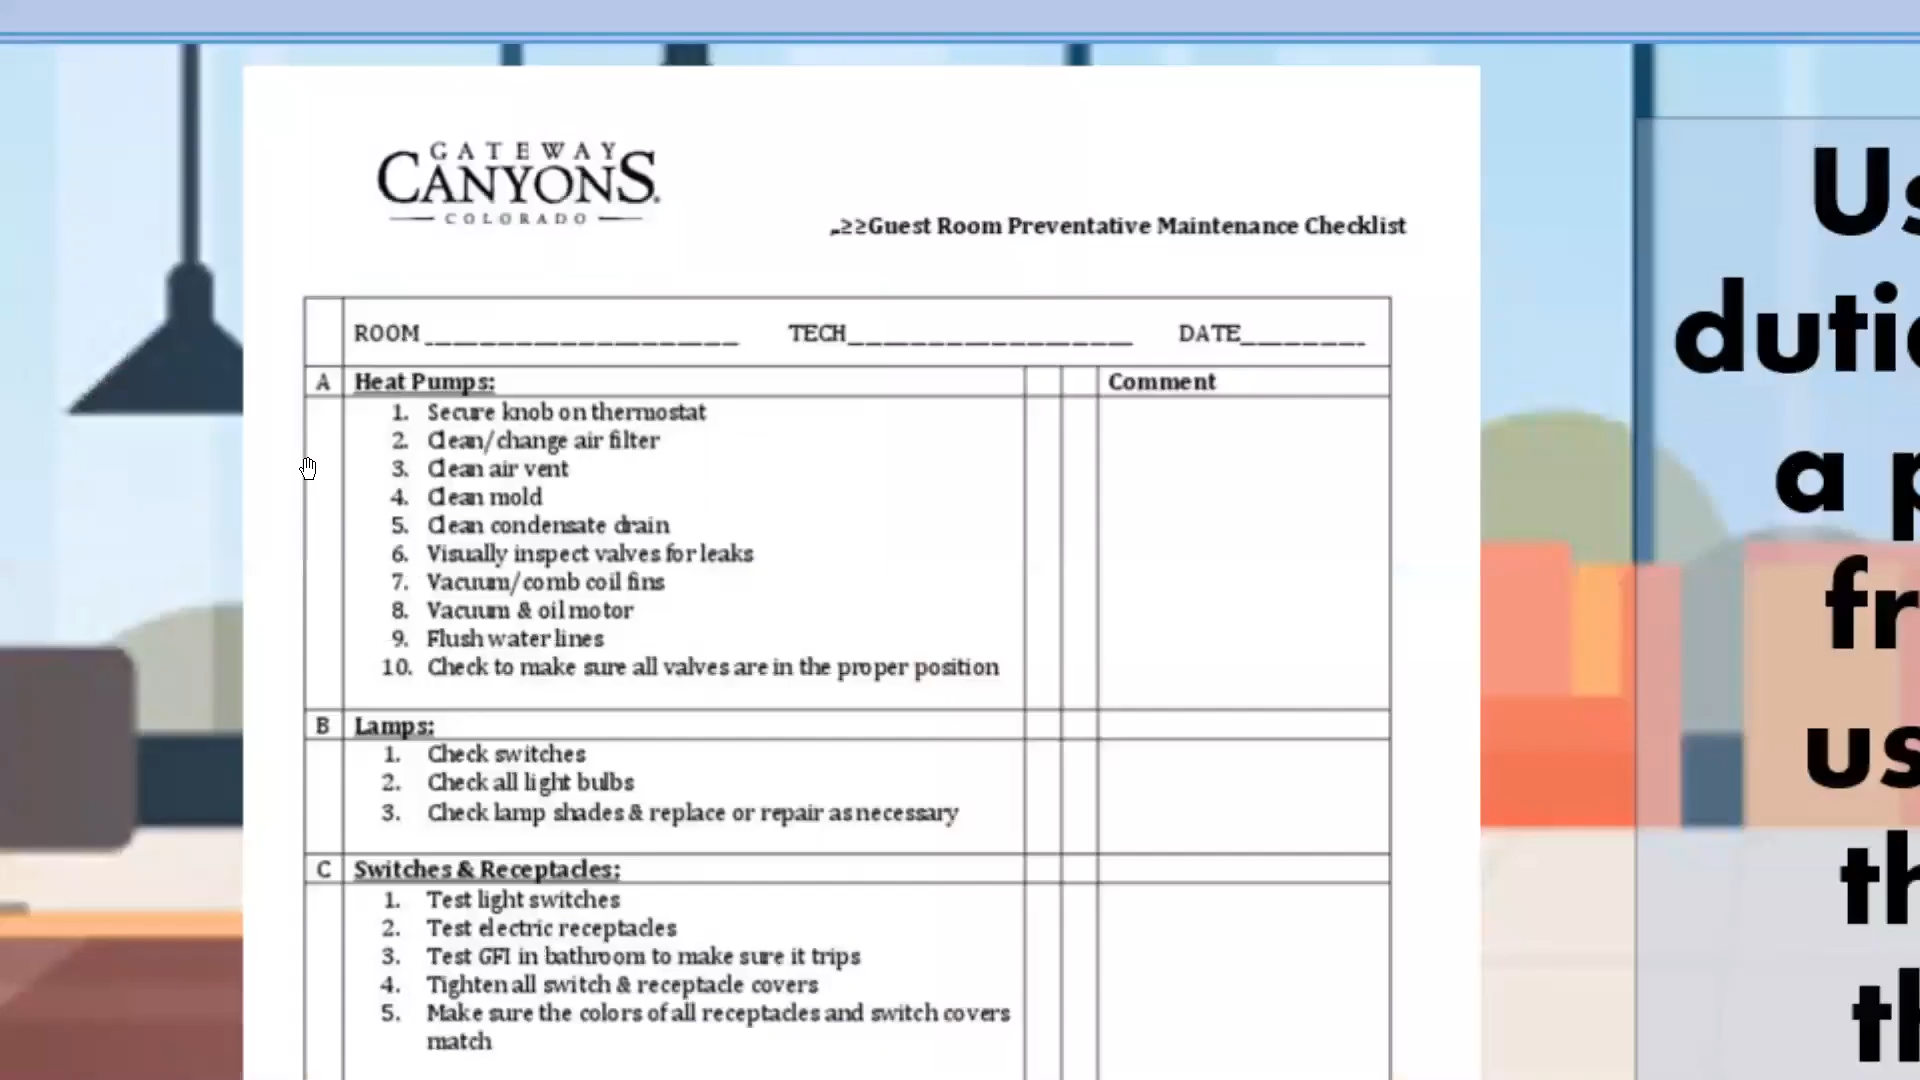 GATEWAY
CANYONS
COLORADO
.≥≥Guest Room Preventative Maintenance Checklist
ROOM ____________________ TECH__________________ DATE________
A Heat Pumps: Comment
1. Secure knob on thermostat
2. Clean/change air filter
3. Clean air vent
4. Clean mold
5. Clean condensate drain
6. Visually inspect valves for leaks
7. Vacuum/comb coil fins
8. Vacuum & oil motor
9. Flush water lines
10. Check to make sure all valves are in the proper position
B Lamps:
1. Check switches
2. Check all light bulbs
3. Check lamp shades & replace or repair as necessary
C Switches & Receptacles:
1. Test light switches
2. Test electric receptacles
3. Test GFI in bathroom to make sure it trips
4. Tighten all switch & receptacle covers
5. Make sure the colors of all receptacles and switch covers
match
a